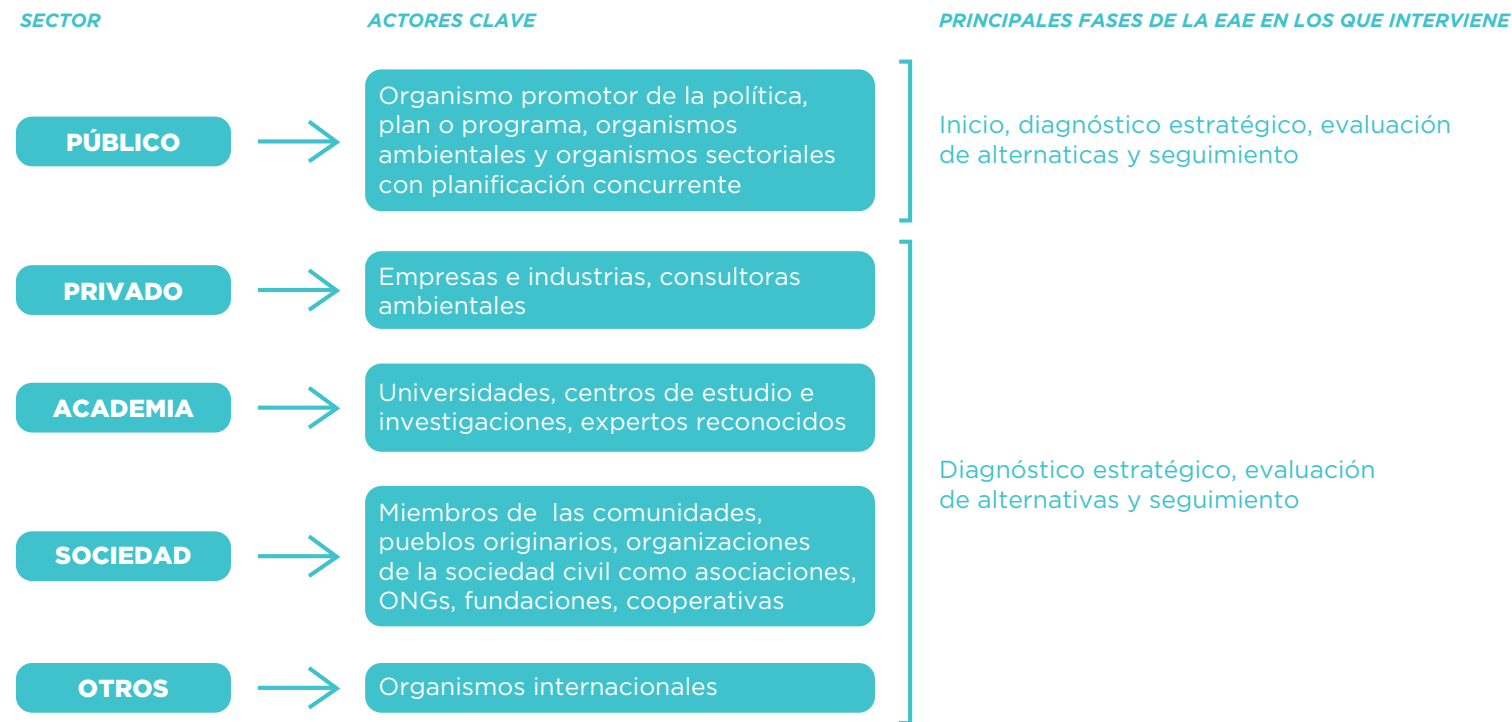 SECTOR
ACTORES CLAVE
PRINCIPALES FASES DE LA EAE EN LOS QUE INTERVIENE
PÚBLICO
Organismo promotor de la política,
plan o programa, organismos
ambientales y organismos sectoriales
con planificación concurrente
Inicio, diagnóstico estratégico, evaluación
de alternaticas y seguimiento
PRIVADO
Empresas e industrias, consultoras
ambientales
ACADEMIA
Universidades, centros de estudio e
investigaciones, expertos reconocidos
SOCIEDAD
Miembros de  las comunidades,
pueblos originarios, organizaciones
de la sociedad civil como asociaciones,
ONGs, fundaciones, cooperativas
OTROS
Organismos internacionales
Diagnóstico estratégico, evaluación
de alternativas y seguimiento